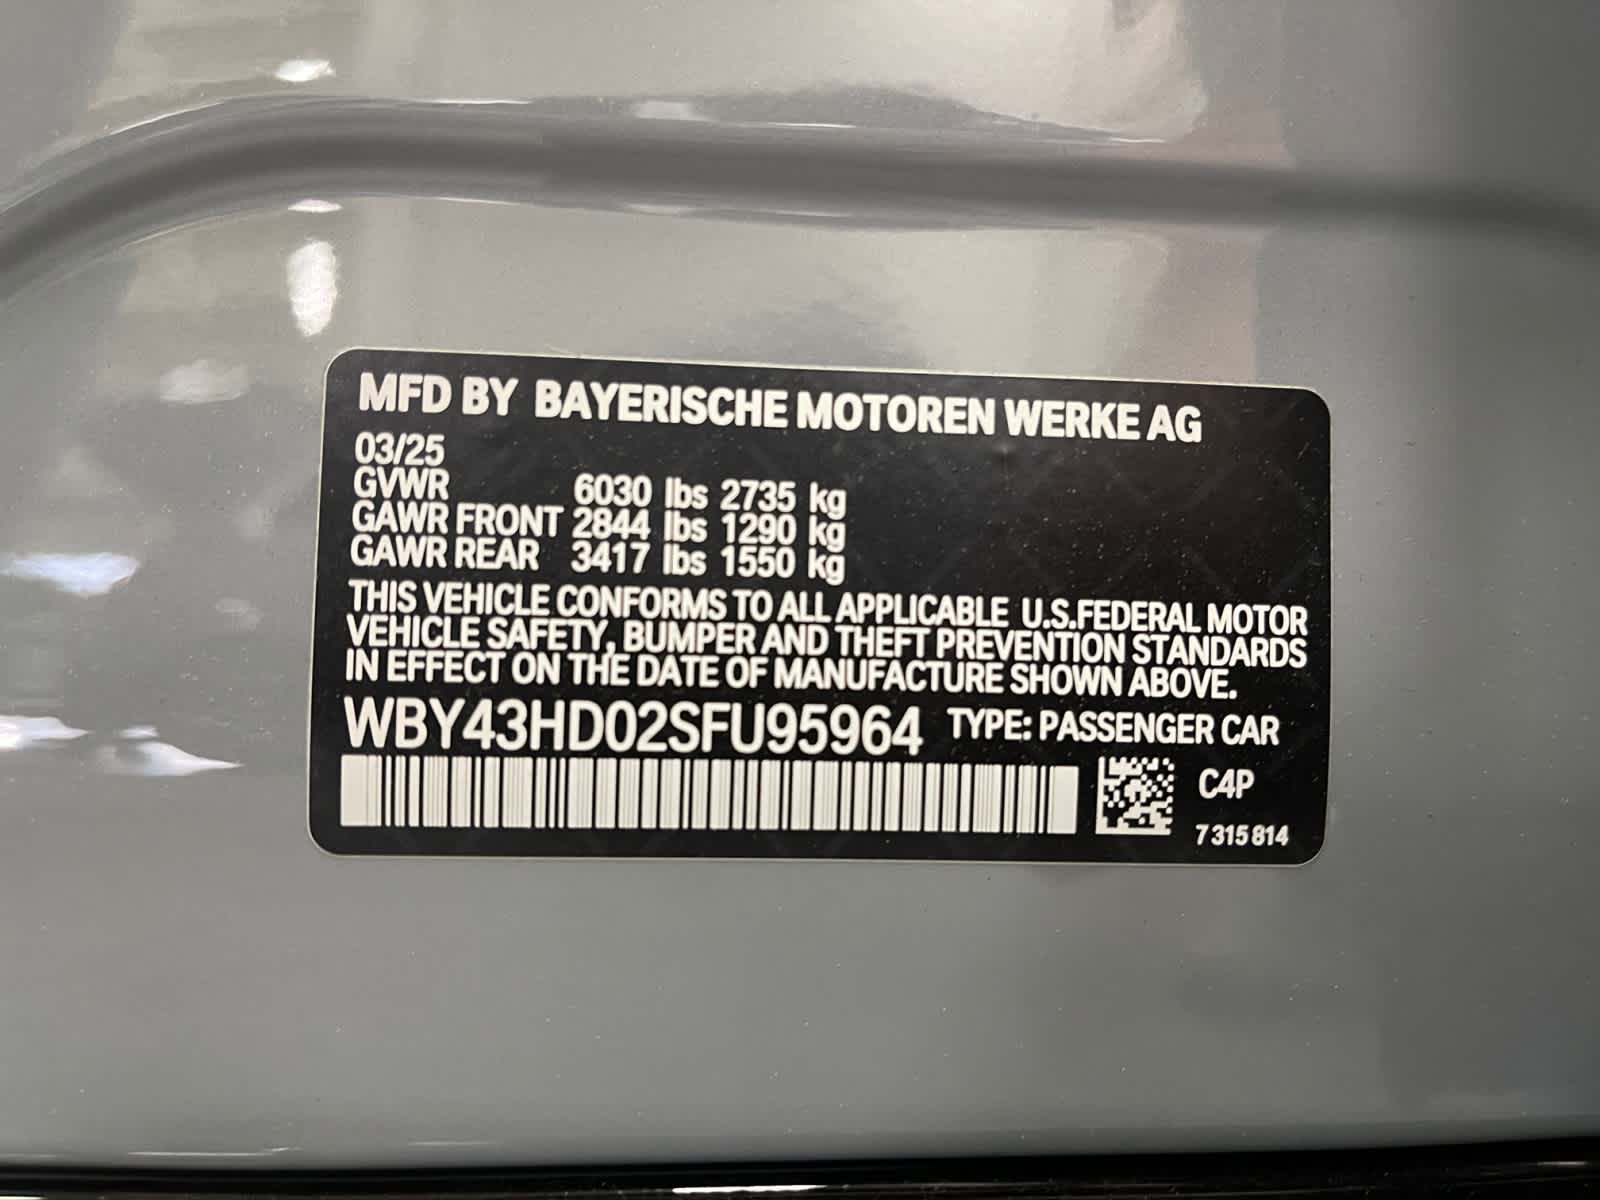 MFD BY BAYERISCHE MOTOREN WERKE AG
03/25
GVWR 6030 lbs 2735 kg
GAWR FRONT 2844 lbs 1290 kg
GAWR REAR 3417 lbs 1550 kg
THIS VEHICLE CONFORMS TO ALL APPLICABLE U.S.FEDERAL MOTOR
VEHICLE SAFETY, BUMPER AND THEFT PREVENTION STANDARDS
IN EFFECT ON THE DATE OF MANUFACTURE SHOWN ABOVE.
WBY43HD02SFU95964 TYPE: PASSENGER CAR
C4P
7 315 814